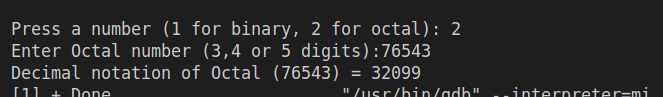 Press a number (1 for binary, 2 for octal): 2
Enter Octal number (3,4 or 5 digits):76543
Decimal notation of Octal (76543) = 32099
[1] + Done "/usr/bin/gdb" --interpreter=mi